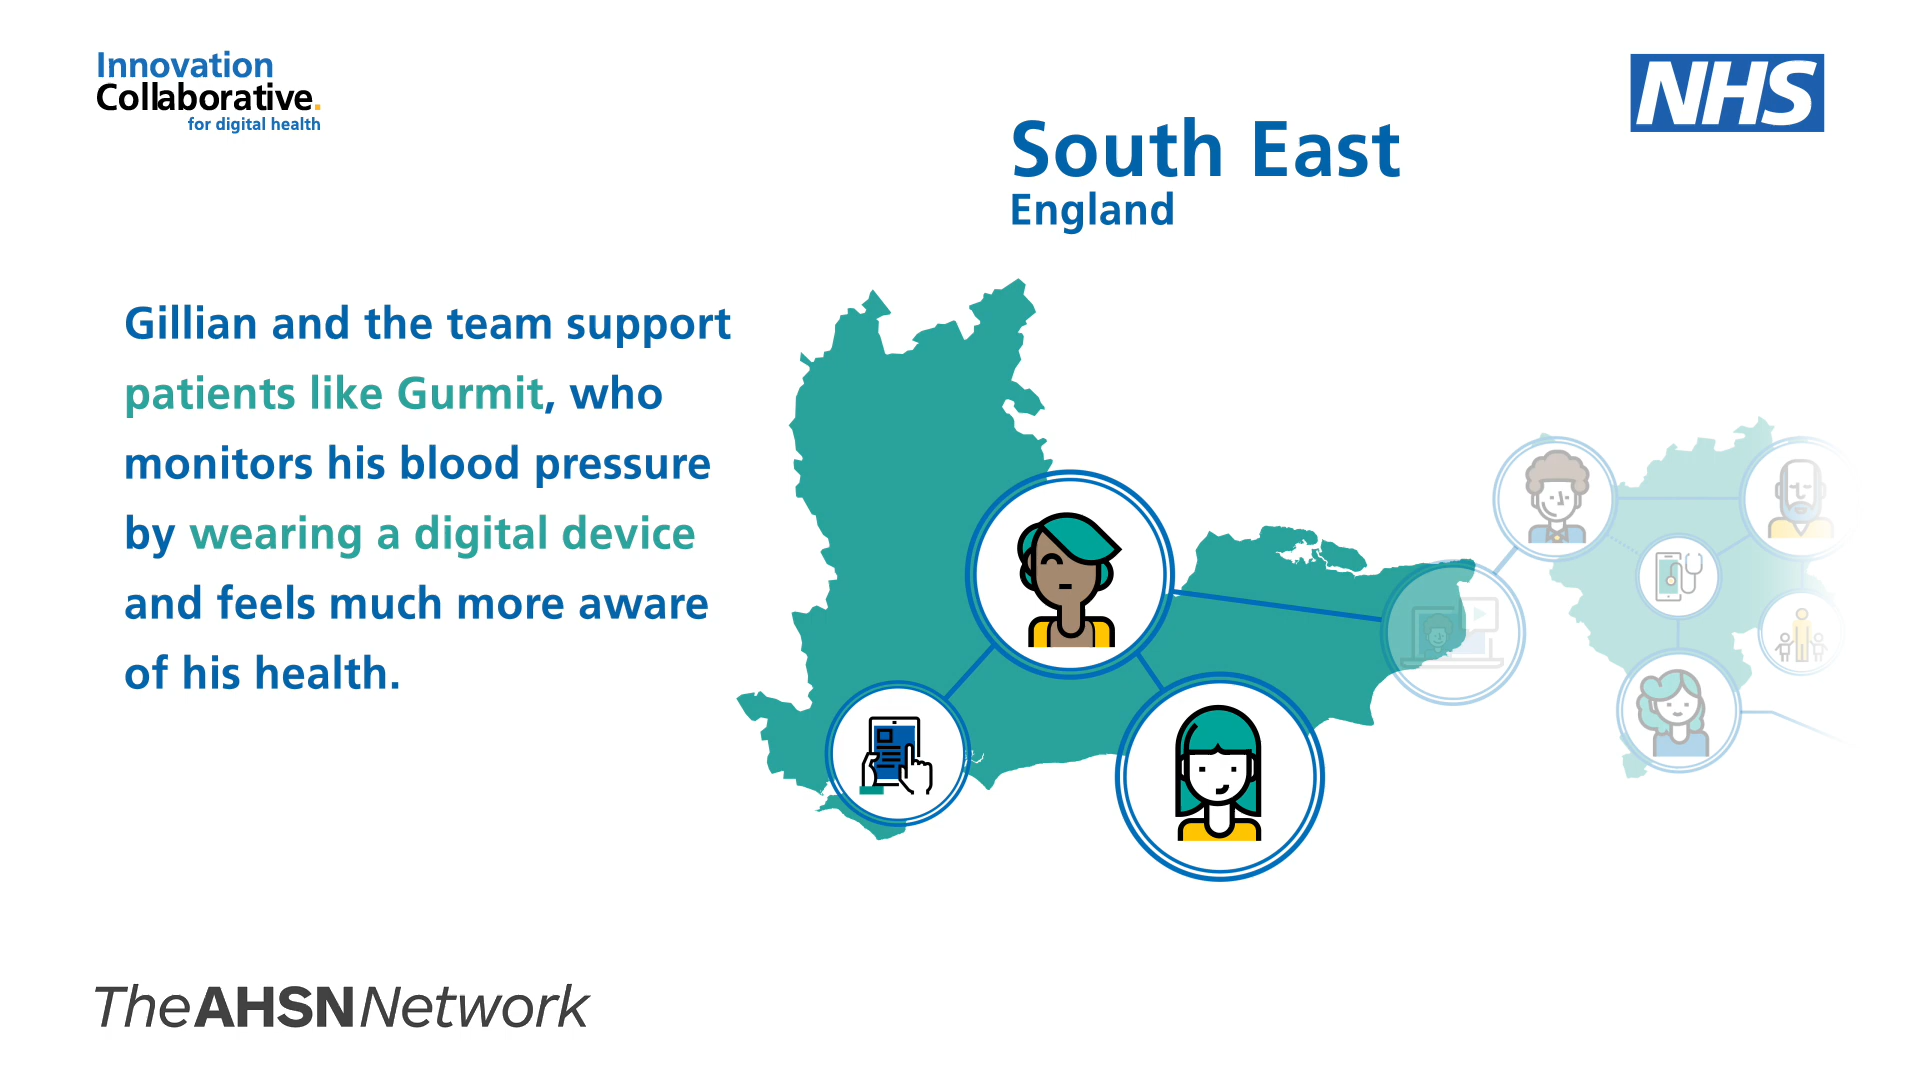 Innovation
Collaborative.
for digital health
NHS
South East
England
Gillian and the team support
patients like Gurmit, who
monitors his blood pressure
by wearing a digital device
and feels much more aware
of his health.
TheAHSNNetwork